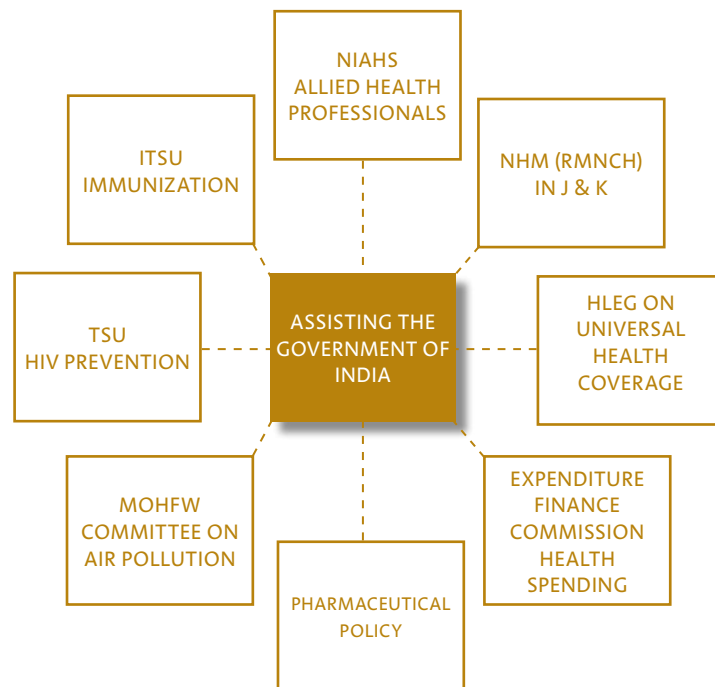 NIAHS
ALLIED HEALTH
PROFESSIONALS
ITSU
IMMUNIZATION
NHM (RMNCH)
IN J & K
ASSISTING THE
GOVERNMENT OF
INDIA
TSU
HIV PREVENTION
HLEG ON
UNIVERSAL
HEALTH
COVERAGE
MOHFW
COMMITTEE ON
AIR POLLUTION
EXPENDITURE
FINANCE
COMMISSION
HEALTH
SPENDING
PHARMACEUTICAL
POLICY